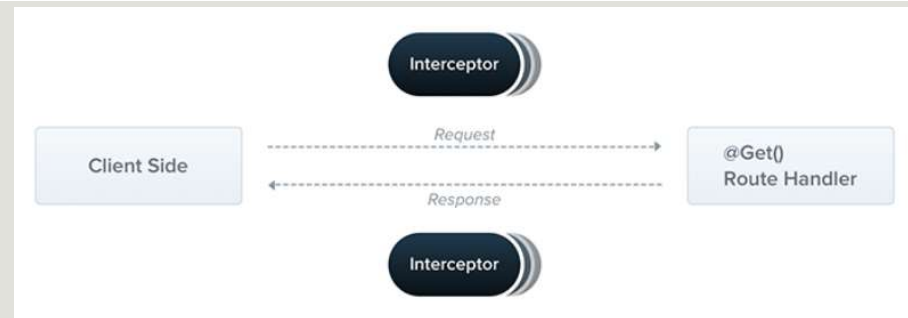 Interceptor
Request
Client Side
@Get()
Route Handler
Response
Interceptor